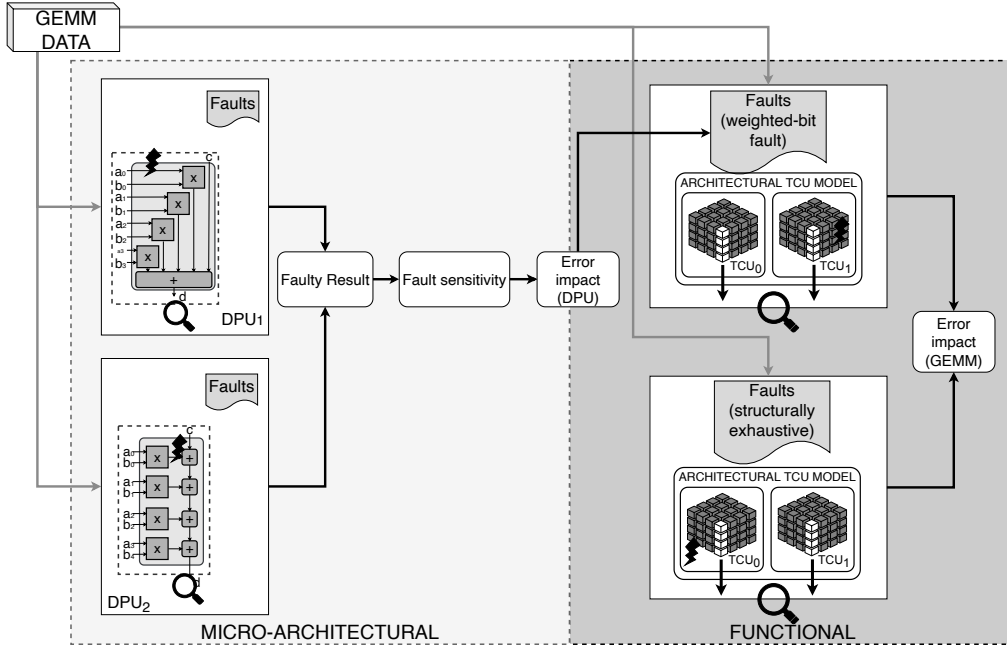 GEMM
DATA
Faults
c
a0
b0
x
a1
b1
x
a2
b2
x
a3
b3
x
+
d
DPU1
Faults
c
a0
b0
x
+
a1
b1
x
+
a2
b2
x
+
a3
b4
x
+
d
DPU2
Faulty Result
Fault sensitivity
Error
impact
(DPU)
MICRO-ARCHITECTURAL
Faults
(weighted-bit
fault)
ARCHITECTURAL TCU MODEL
TCU0
TCU1
Error
impact
(GEMM)
Faults
(structurally
exhaustive)
ARCHITECTURAL TCU MODEL
TCU0
TCU1
FUNCTIONAL